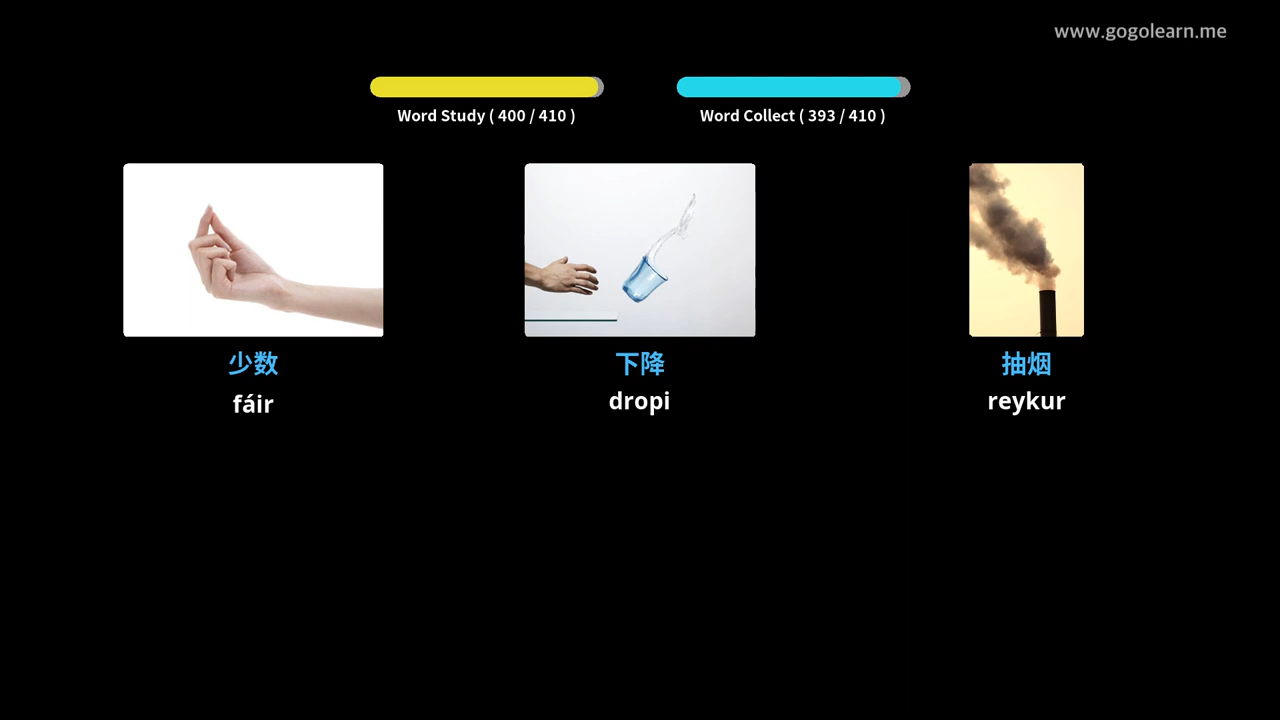 www.gogolearn.me
Word Study ( 400 / 410 )
Word Collect ( 393 / 410 )
少数
fáir
下降
dropi
抽烟
reykur